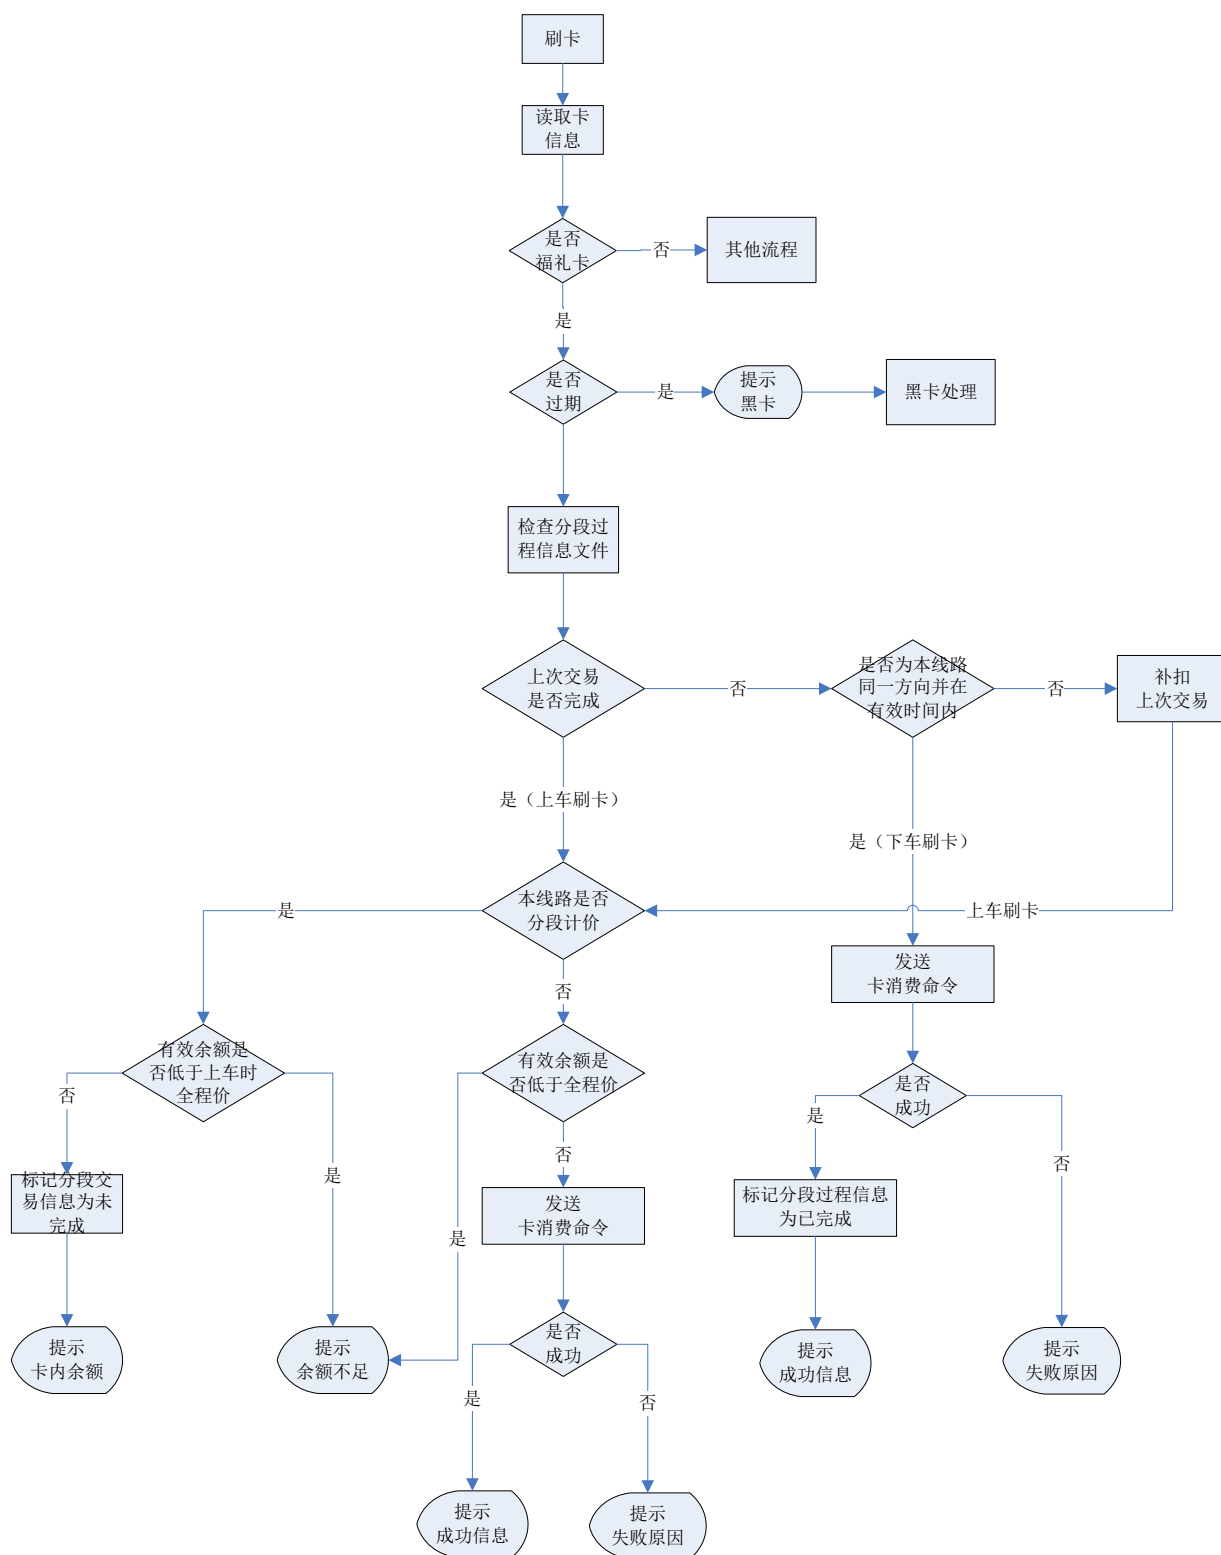 刷卡
读取卡
信息
是否
福礼卡
否
其他流程
是
是否
过期
是
提示
黑卡
黑卡处理
检查分段过
程信息文件
上次交易
是否完成
否
是否为本线路
同一方向并在
有效时间内
否
补扣
上次交易
是（上车刷卡）
是（下车刷卡）
本线路是否
分段计价
是
上车刷卡
否
发送
卡消费命令
有效余额是
否低于上车时
全程价
有效余额是
否低于全程价
是否
成功
否
是
否
是
否
标记分段交
易信息为未
完成
发送
卡消费命令
标记分段过程信息
为已完成
是
提示
卡内余额
提示
余额不足
是否
成功
提示
成功信息
提示
失败原因
是
否
提示
成功信息
提示
失败原因